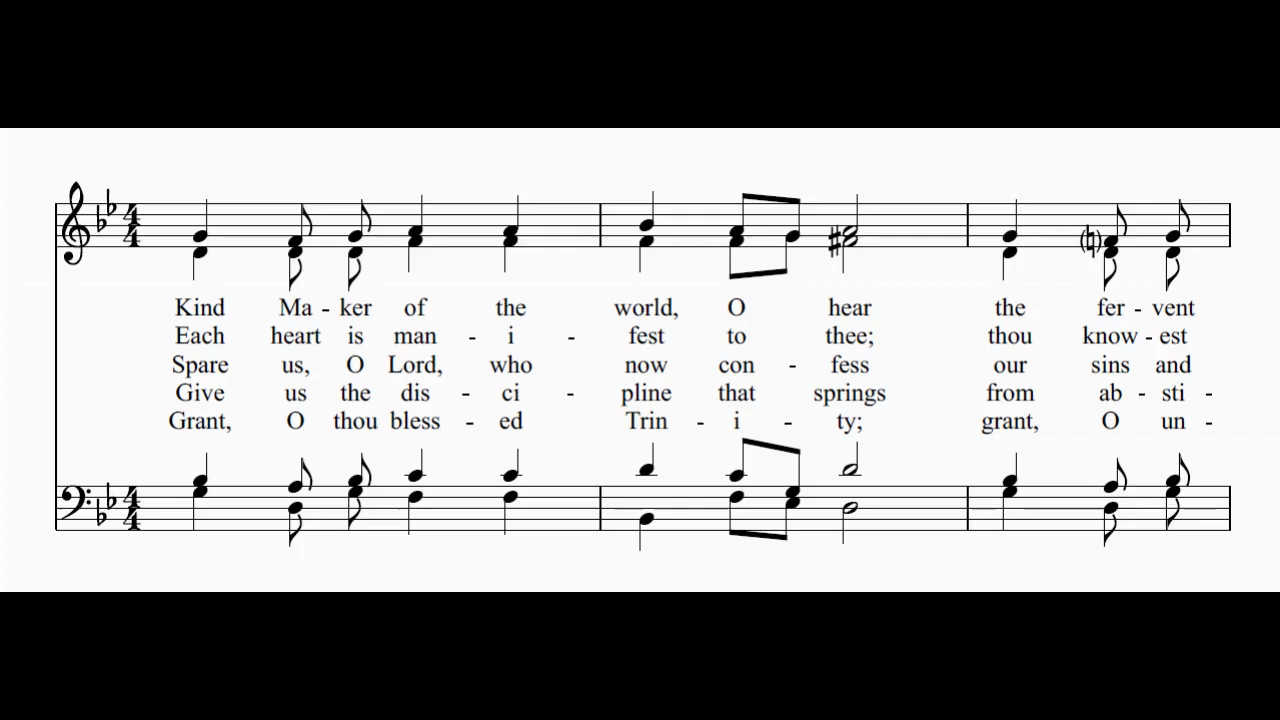 Kind Ma - ker of the world, O hear the fer - vent
Each heart is man - i - fest to thee; thou know - est
Spare us, O Lord, who now con - fess our sins and
Give us the dis - ci - pline that springs from ab - sti -
Grant, O thou bless - ed Trin - i - ty; grant, O un -